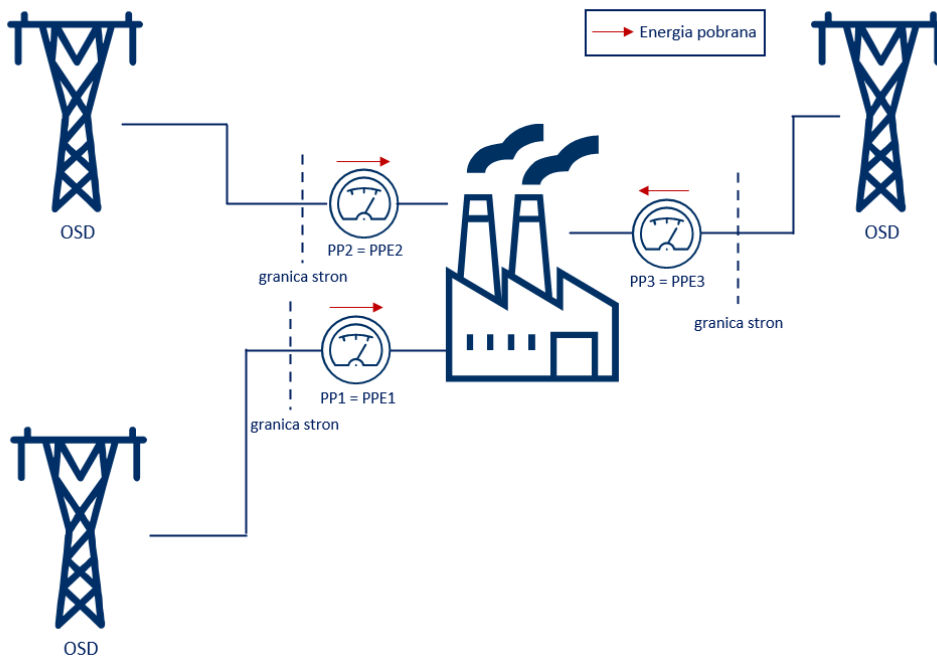 Energia pobrana
OSD
OSD
PP2 = PPE2
granica stron
PP3 = PPE3
granica stron
PP1 = PPE1
granica stron
OSD